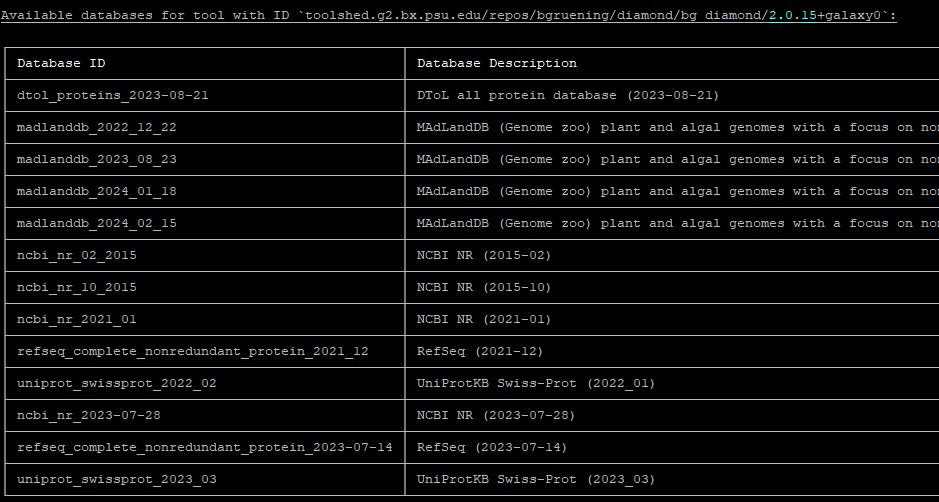 Available databases for tool with ID `toolshed.g2.bx.psu.edu/repos/bgruening/diamond/bg_diamond/2.0.15+galaxy0`:
Database ID Database Description
dtol_proteins_2023-08-21 DToL all protein database (2023-08-21)
madlanddb_2022_12_22 MAdLandDB (Genome zoo) plant and algal genomes with a focus on
madlanddb_2023_08_23 MAdLandDB (Genome zoo) plant and algal genomes with a focus on
madlanddb_2024_01_18 MAdLandDB (Genome zoo) plant and algal genomes with a focus on
madlanddb_2024_02_15 MAdLandDB (Genome zoo) plant and algal genomes with a focus on
ncbi_nr_02_2015 NCBI NR (2015-02)
ncbi_nr_10_2015 NCBI NR (2015-10)
ncbi_nr_2021_01 NCBI NR (2021-01)
refseq_complete_nonredundant_protein_2021_12 RefSeq (2021-12)
uniprot_swissprot_2022_02 UniProtKB Swiss-Prot (2022_01)
ncbi_nr_2023-07-28 NCBI NR (2023-07-28)
refseq_complete_nonredundant_protein_2023-07-14 RefSeq (2023-07-14)
uniprot_swissprot_2023_03 UniProtKB Swiss-Prot (2023_03)